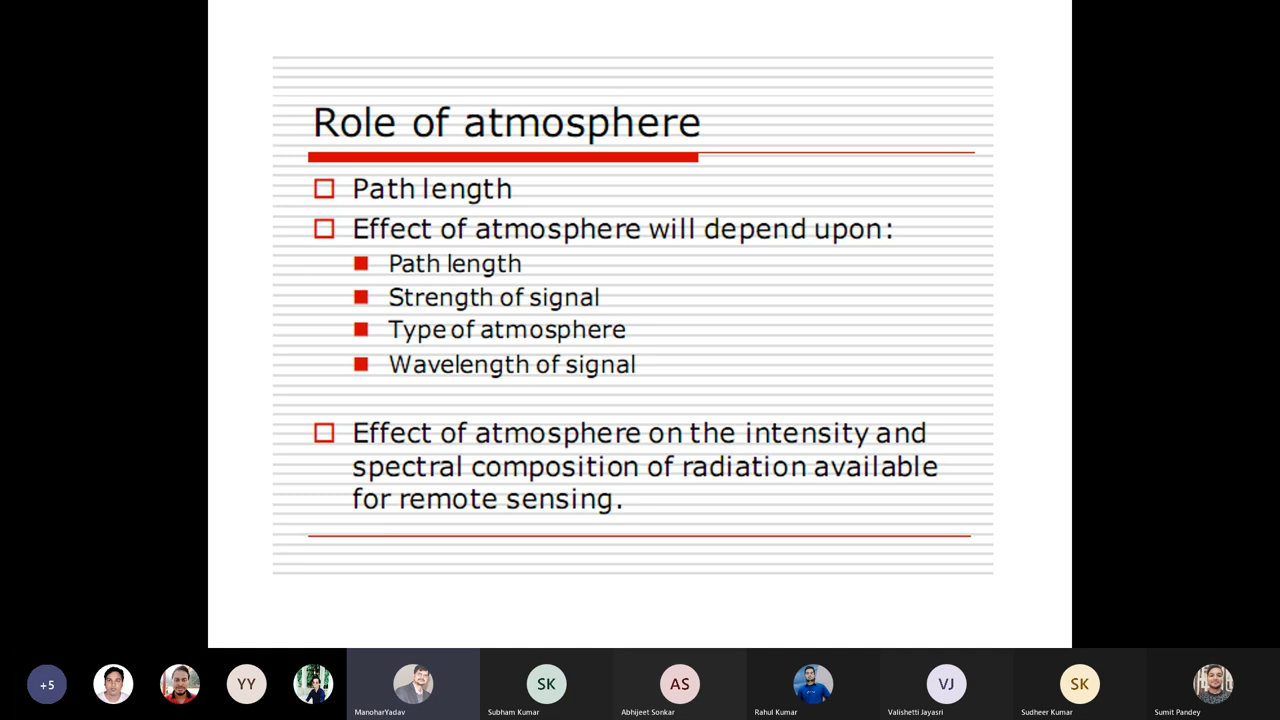 Role of atmosphere
Path length
Effect of atmosphere will depend upon:
Path length
Strength of signal
Type of atmosphere
Wavelength of signal
Effect of atmosphere on the intensity and
spectral composition of radiation available
for remote sensing.
+5
YY
SK
AS
VJ
SK
ManoharYadav
Subham Kumar
Abhijeet Sonkar
Rahul Kumar
Valishetti Jayasri
Sudheer Kumar
Sumit Pandey